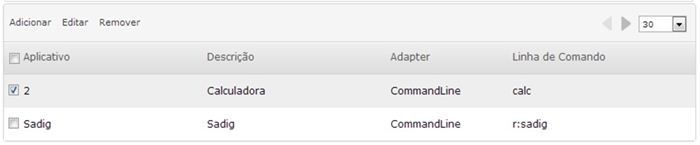 Adicionar Editar Remover 30
Aplicativo Descrição Adapter Linha de Comando
2 Calculadora CommandLine calc
Sadig Sadig CommandLine r:sadig